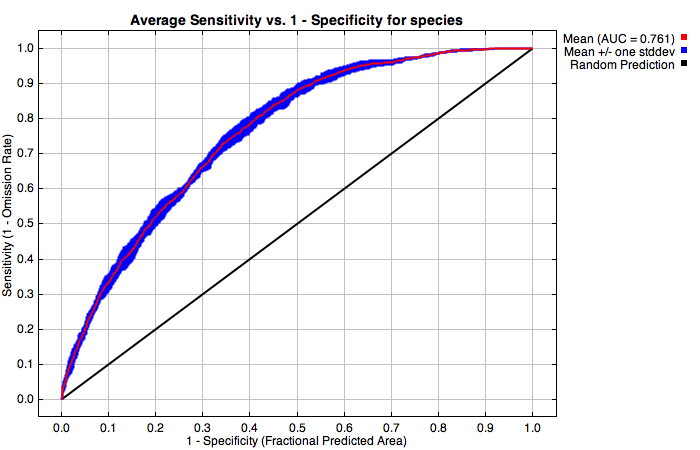 Average Sensitivity vs. 1 - Specificity for species
Mean (AUC = 0.761)
Mean +/- one stddev
Random Prediction
Sensitivity (1 - Omission Rate)
1.0
0.9
0.8
0.7
0.6
0.5
0.4
0.3
0.2
0.1
0.0
0.0 0.1 0.2 0.3 0.4 0.5 0.6 0.7 0.8 0.9 1.0
1 - Specificity (Fractional Predicted Area)